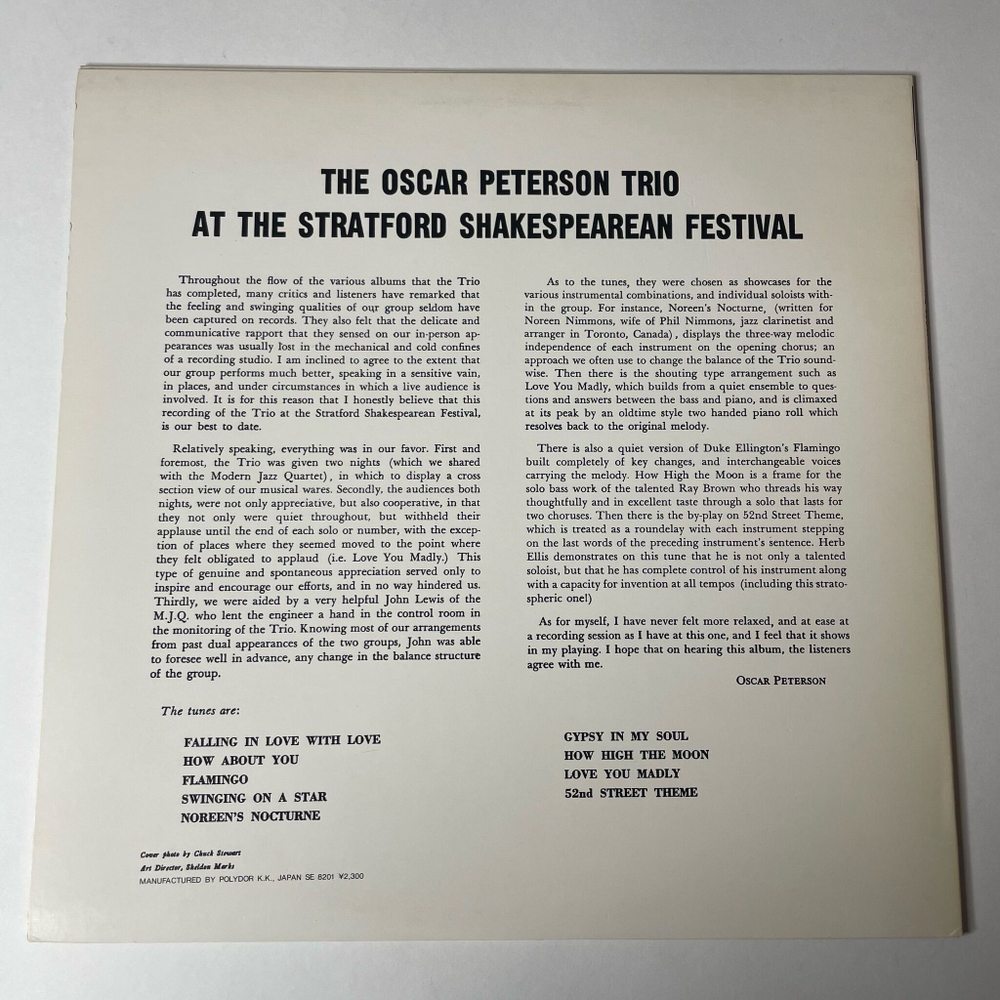 THE OSCAR PETERSON TRIO
AT THE STRATFORD SHAKESPEAREAN FESTIVAL
Throughout the flow of the various albums that the Trio
has completed, many critics and listeners have remarked that
the feeling and swinging qualities of our group seldom have
been captured on records. They also felt that the delicate and
communicative rapport that they sensed on our in-person ap-
pearances was usually lost in the mechanical and cold confines
of a recording studio. I am inclined to agree to the extent that
our group performs much better, speaking in a sensitive vain,
in places, and under circumstances in which a live audience is
involved. It is for this reason that I honestly believe that this
recording of the Trio at the Stratford Shakespearean Festival,
is our best to date.
Relatively speaking, everything was in our favor. First and
foremost, the Trio was given two nights (which we shared
with the Modern Jazz Quartet), in which to display a cross
section view of our musical wares. Secondly, the audiences both
nights, were not only appreciative, but also cooperative, in that
they not only were quiet throughout, but withheld their
applause until the end of each solo or number, with the excep-
tion of places where they seemed moved to the point where
they felt obligated to applaud (i.e. Love You Madly.) This
type of genuine and spontaneous appreciation served only to
inspire and encourage our efforts, and in no way hindered us.
Thirdly, we were aided by a very helpful John Lewis of the
M.J.Q. who lent the engineer a hand in the control room in
the monitoring of the Trio. Knowing most of our arrangements
from past dual appearances of the two groups, John was able
to foresee well in advance, any change in the balance structure
of the group.
As to the tunes, they were chosen as showcases for the
various instrumental combinations, and individual soloists with-
in the group. For instance, Noreen's Nocturne, (written for
Noreen Nimmons, wife of Phil Nimmons, jazz clarinetist and
arranger in Toronto, Canada), displays the three-way melodic
independence of each instrument on the opening chorus; an
approach we often use to change the balance of the Trio sound-
wise. Then there is the shouting type arrangement such as
Love You Madly, which builds from a quiet ensemble to ques-
tions and answers between the bass and piano, and is climaxed
at its peak by an oldtime style two handed piano roll which
resolves back to the original melody.
There is also a quiet version of Duke Ellington's Flamingo
built completely of key changes, and interchangeable voices
carrying the melody. How High the Moon is a frame for the
solo bass work of the talented Ray Brown who threads his way
thoughtfully and in excellent taste through a solo that lasts for
two choruses. Then there is the by-play on 52nd Street Theme,
which is treated as a roundelay with each instrument stepping
on the last words of the preceding instrument's sentence. Herb
Ellis demonstrates on this tune that he is not only a talented
soloist, but that he has complete control of his instrument along
with a capacity for invention at all tempos (including this strato-
spheric one!)
As for myself, I have never felt more relaxed, and at ease at
a recording session as I have at this one, and I feel that it shows
in my playing. I hope that on hearing this album, the listeners
agree with me.
OSCAR PETERSON
The tunes are:
FALLING IN LOVE WITH LOVE
HOW ABOUT YOU
FLAMINGO
SWINGING ON A STAR
NOREEN'S NOCTURNE
GYPSY IN MY SOUL
HOW HIGH THE MOON
LOVE YOU MADLY
52nd STREET THEME
Cover photo by Chuck Stewart
Art Director, Sheldon Marks
MANUFACTURED BY POLYDOR K.K., JAPAN SE 8201 ¥2,300